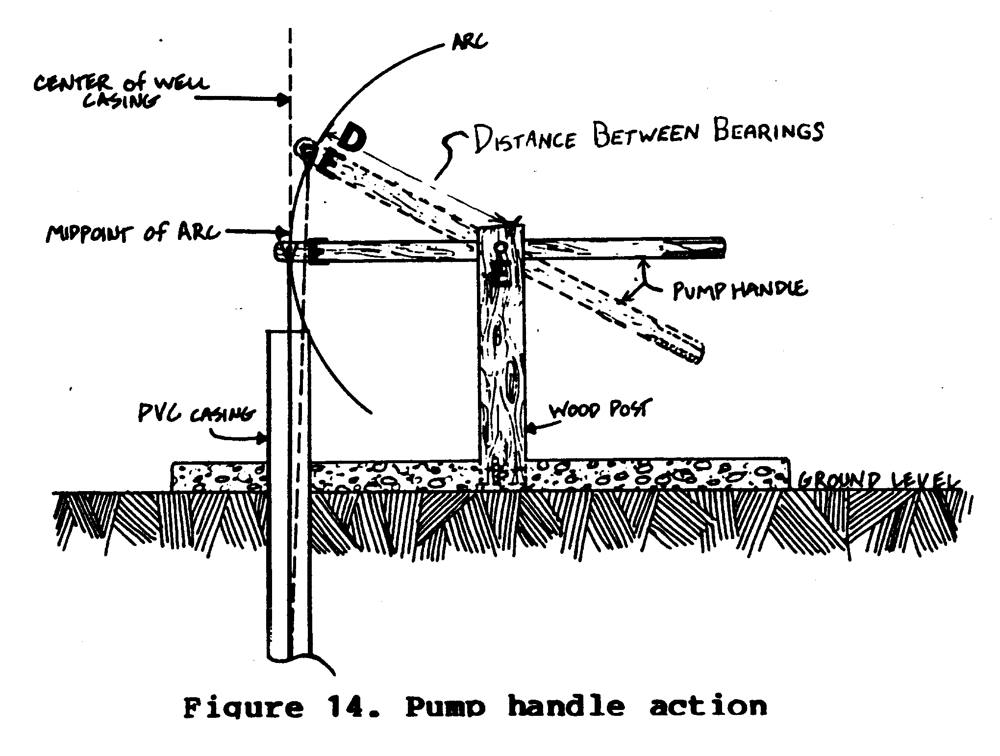 ARC
CENTER of WELL
CASING
D
E
DISTANCE BETWEEN BEARINGS
MIDPOINT of ARC
E
E
PUMP HANDLE
PVC CASING
WOOD POST
GROUND LEVEL
Figure 14. Pump handle action